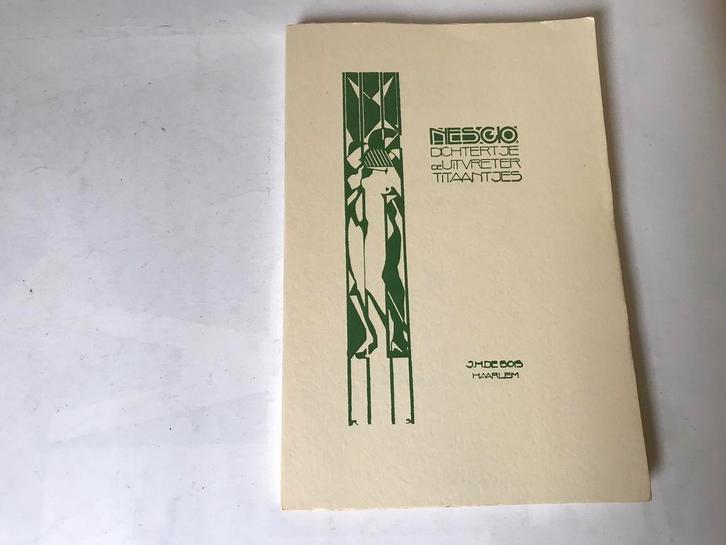 NESCIO
DICHTERTJE
DE UITVRETER
TITAANTJES
J.H. DE BOIS
HAARLEM